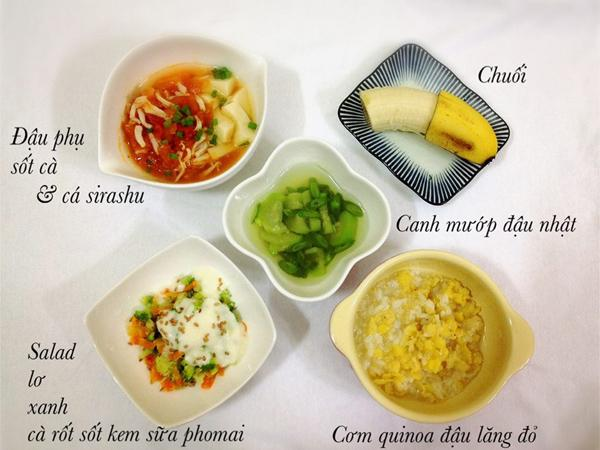 Chuối
Đậu phụ
sốt cà
& cá sirashu
Canh mướp đậu nhật
Salad
lơ
xanh
cà rốt sốt kem sữa phomai
Cơm quinoa đậu lăng đỏ